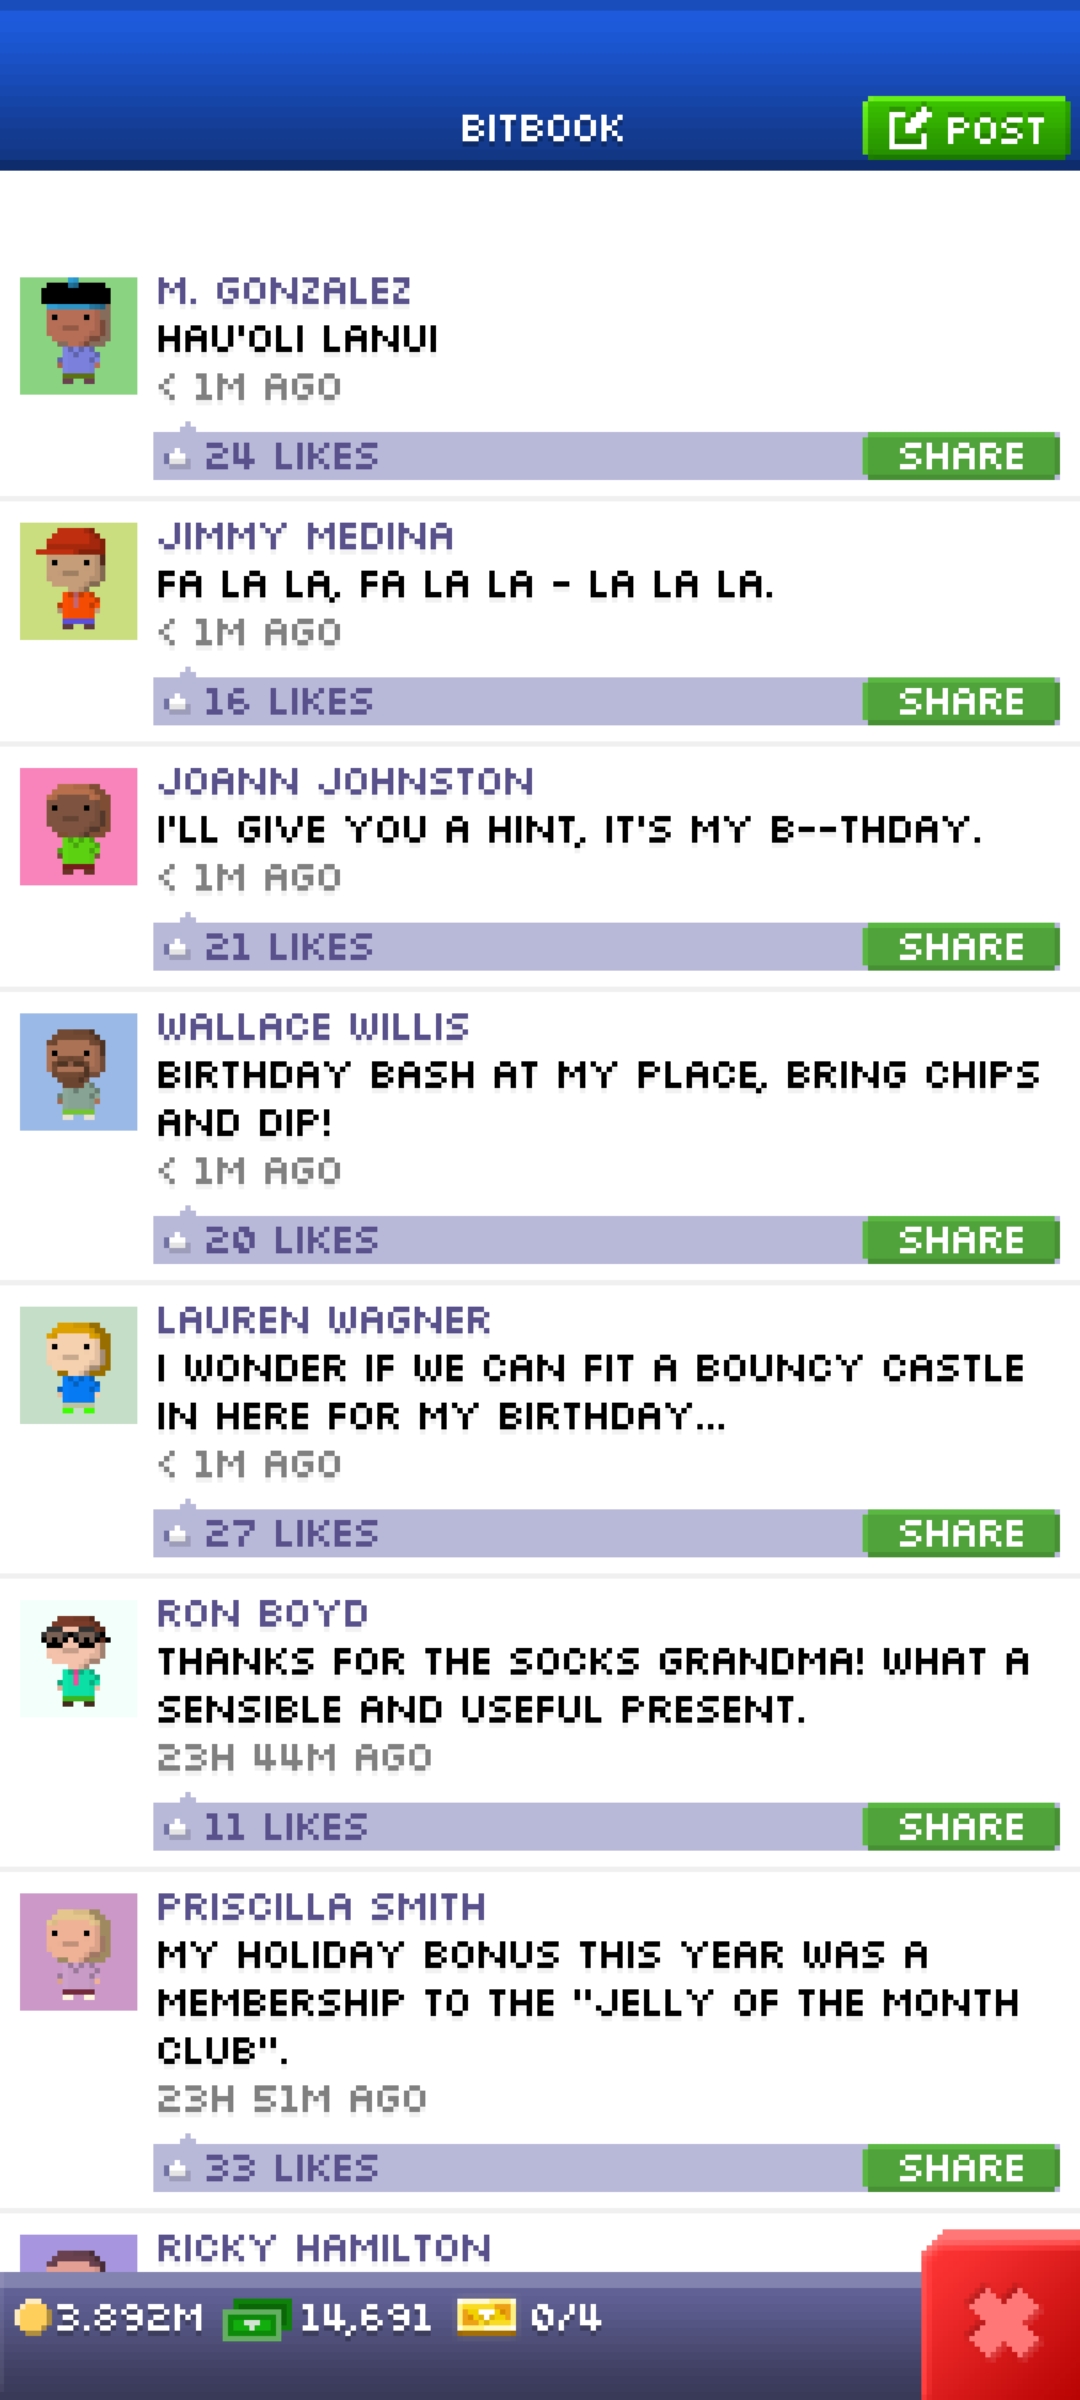 BITBOOK
POST
M. GONZALEZ
HAU'OLI LANUI
< 1M AGO
24 LIKES
SHARE
JIMMY MEDINA
FA LA LA, FA LA LA - LA LA LA.
< 1M AGO
16 LIKES
SHARE
JOANN JOHNSTON
I'LL GIVE YOU A HINT, IT'S MY B--THDAY.
< 1M AGO
21 LIKES
SHARE
WALLACE WILLIS
BIRTHDAY BASH AT MY PLACE, BRING CHIPS
AND DIP!
< 1M AGO
20 LIKES
SHARE
LAUREN WAGNER
I WONDER IF WE CAN FIT A BOUNCY CASTLE
IN HERE FOR MY BIRTHDAY...
< 1M AGO
27 LIKES
SHARE
RON BOYD
THANKS FOR THE SOCKS GRANDMA! WHAT A
SENSIBLE AND USEFUL PRESENT.
23H 44M AGO
11 LIKES
SHARE
PRISCILLA SMITH
MY HOLIDAY BONUS THIS YEAR WAS A
MEMBERSHIP TO THE "JELLY OF THE MONTH
CLUB".
23H 51M AGO
33 LIKES
SHARE
RICKY HAMILTON
3.892M 14,691 0/4